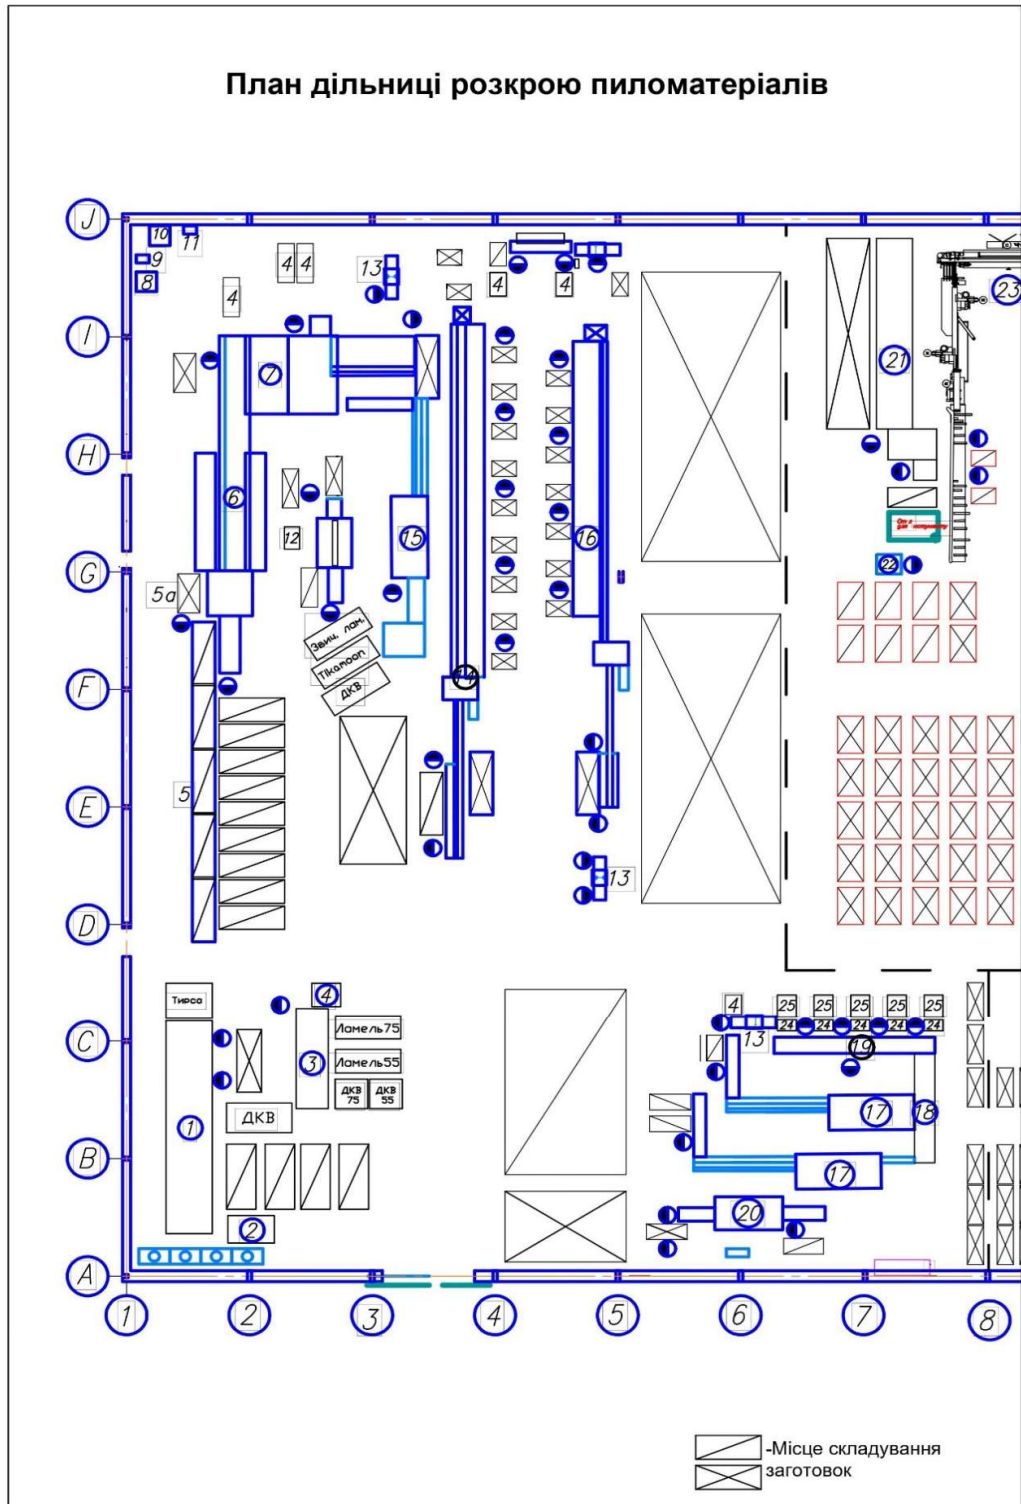 План дільниці розкрою пиломатеріалів
J
10
11
9
8
4 4
13
4
4
4
23
I
7
21
H
6
12
15
16
G
5а
22
Звич. лам.
Tikamoon
ДКВ
14
F
E
5
13
D
Тирса
4
4
25 25 25 25 25
24 24 24 24 24
13
19
C
Ламель75
3
Ламель55
ДКВ 75
ДКВ 55
ДКВ
1
17
18
B
17
2
20
A
1 2 3 4 5 6 7 8
-Місце складування
заготовок